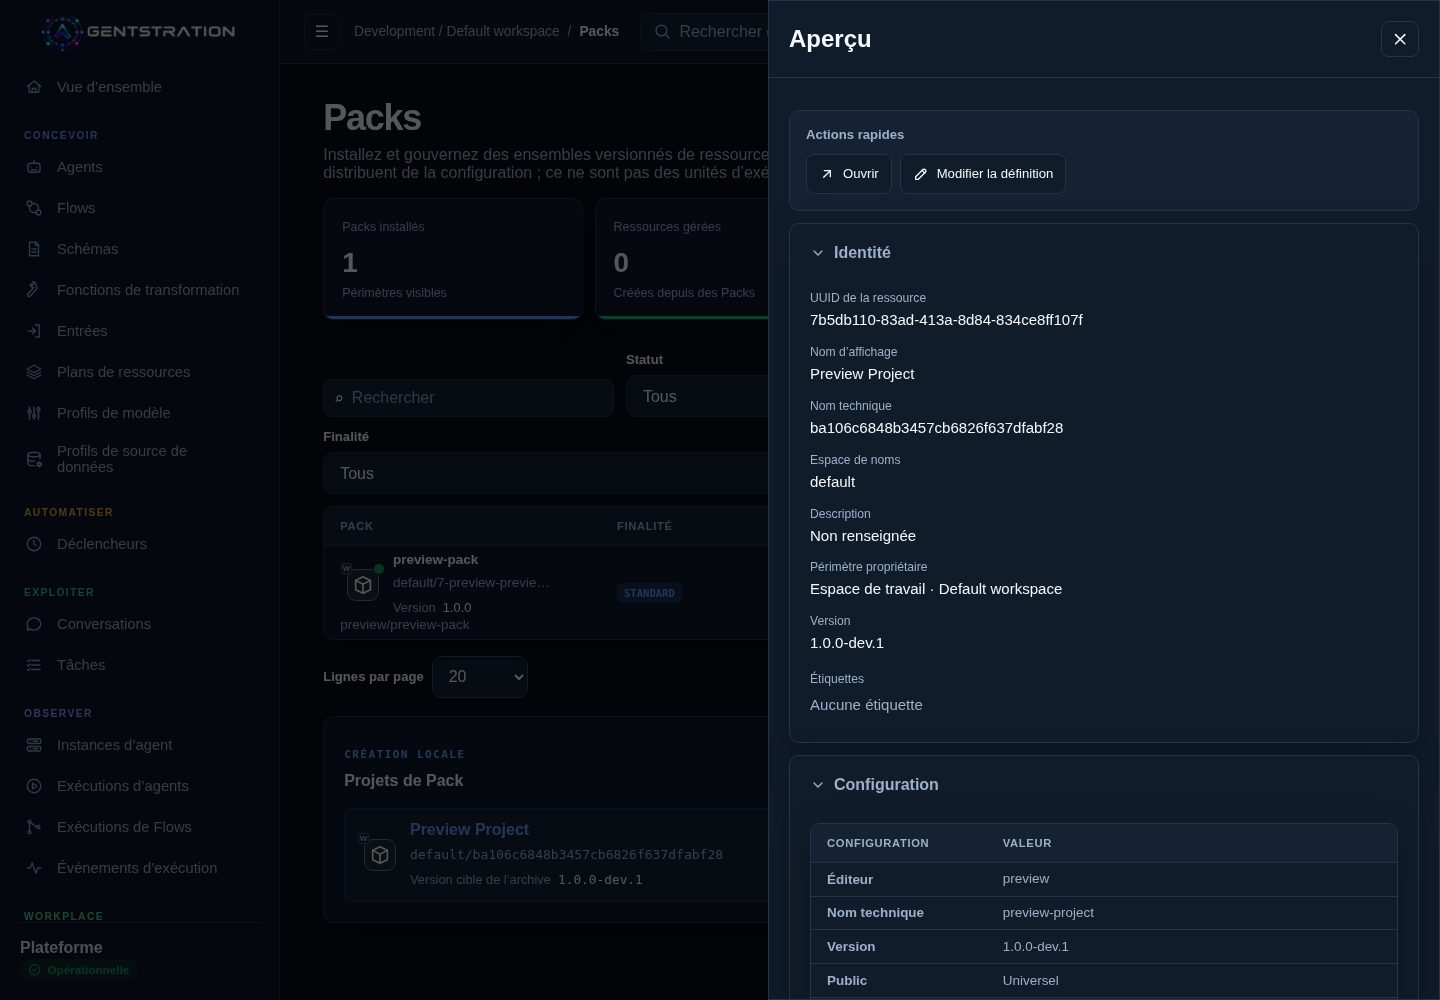 GENTSTRATION
Vue d’ensemble
CONCEVOIR
Agents
Flows
Schémas
Fonctions de transformation
Entrées
Plans de ressources
Profils de modèle
Profils de source de
données
AUTOMATISER
Déclencheurs
EXPLOITER
Conversations
Tâches
OBSERVER
Instances d’agent
Exécutions d’agents
Exécutions de Flows
Événements d’exécution
WORKPLACE
Plateforme
Opérationnelle
Development / Default workspace / Packs
Rechercher
Packs
Installez et gouvernez des ensembles versionnés de ressource
distribuent de la configuration ; ce ne sont pas des unités d’exé
Packs installés
1
Périmètres visibles
Ressources gérées
0
Créées depuis des Packs
Statut
Rechercher
Tous
Finalité
Tous
PACK FINALITÉ
W
preview-pack
default/7-preview-previe…
Version 1.0.0
preview/preview-pack
STANDARD
Lignes par page 20
CRÉATION LOCALE
Projets de Pack
W
Preview Project
default/ba106c6848b3457cb6826f637dfabf28
Version cible de l’archive 1.0.0-dev.1
Aperçu
Actions rapides
Ouvrir
Modifier la définition
Identité
UUID de la ressource
7b5db110-83ad-413a-8d84-834ce8ff107f
Nom d’affichage
Preview Project
Nom technique
ba106c6848b3457cb6826f637dfabf28
Espace de noms
default
Description
Non renseignée
Périmètre propriétaire
Espace de travail · Default workspace
Version
1.0.0-dev.1
Étiquettes
Aucune étiquette
Configuration
CONFIGURATION VALEUR
Éditeur preview
Nom technique preview-project
Version 1.0.0-dev.1
Public Universel